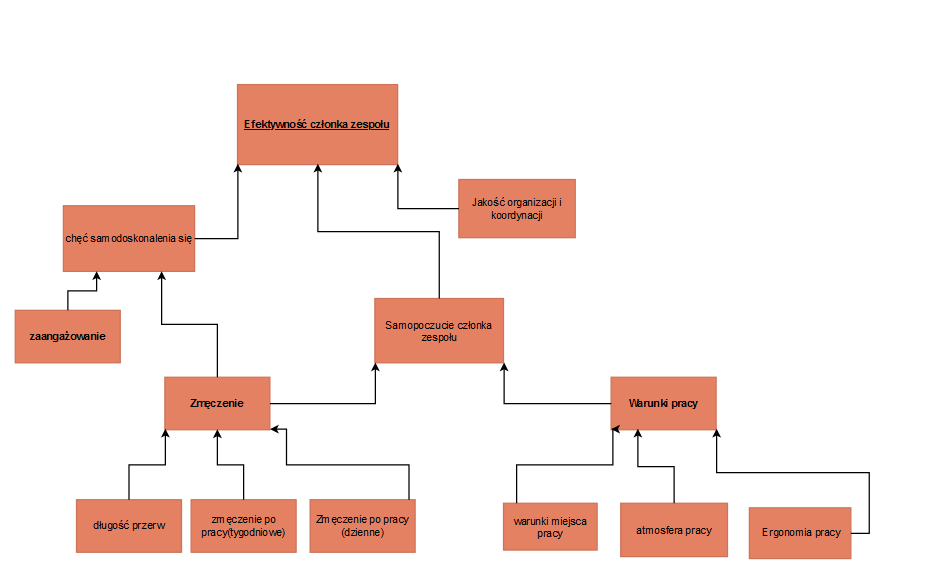 Efektywność członka zespołu
Jakość organizacji i
koordynacji
chęć samodoskonalenia się
zaangażowanie
Samopoczucie członka
zespołu
Zmęczenie
Warunki pracy
długość przerw
zmęczenie po
pracy(tygodniowe)
Zmęczenie po pracy
(dzienne)
warunki miejsca
pracy
atmosfera pracy
Ergonomia pracy